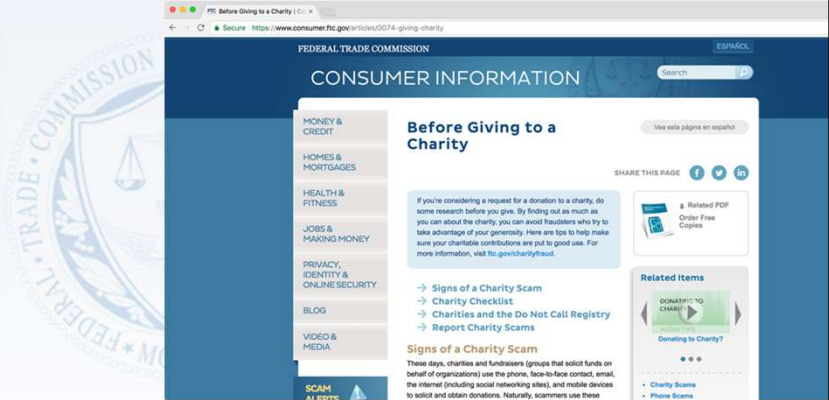 FTC Before Giving to a Charity | Co
Secure https://www.consumer.ftc.gov/articles/0074-giving-charity
FEDERAL TRADE COMMISSION
ESPAÑOL
CONSUMER INFORMATION
Search
MONEY &
CREDIT
HOMES &
MORTGAGES
HEALTH &
FITNESS
JOBS &
MAKING MONEY
PRIVACY,
IDENTITY &
ONLINE SECURITY
BLOG
VIDEO &
MEDIA
SCAM
ALERTS
Before Giving to a
Charity
Vea esta página en español
SHARE THIS PAGE
If you're considering a request for a donation to a charity, do
some research before you give. By finding out as much as
you can about the charity, you can avoid fraudsters who try to
take advantage of your generosity. Here are tips to help make
sure your charitable contributions are put to good use. For
more information, visit ftc.gov/charityfraud.
Signs of a Charity Scam
Charity Checklist
Charities and the Do Not Call Registry
Report Charity Scams
Signs of a Charity Scam
These days, charities and fundraisers (groups that solicit funds on
behalf of organizations) use the phone, face-to-face contact, email,
the internet (including social networking sites), and mobile devices
to solicit and obtain donations. Naturally, scammers use these
Related PDF
Order Free
Copies
Related Items
DONATING TO
CHARITY
AUDIO TIPS
Donating to Charity?
Charity Scams
Phone Scams
FEDERAL • TRADE • COMMISSION